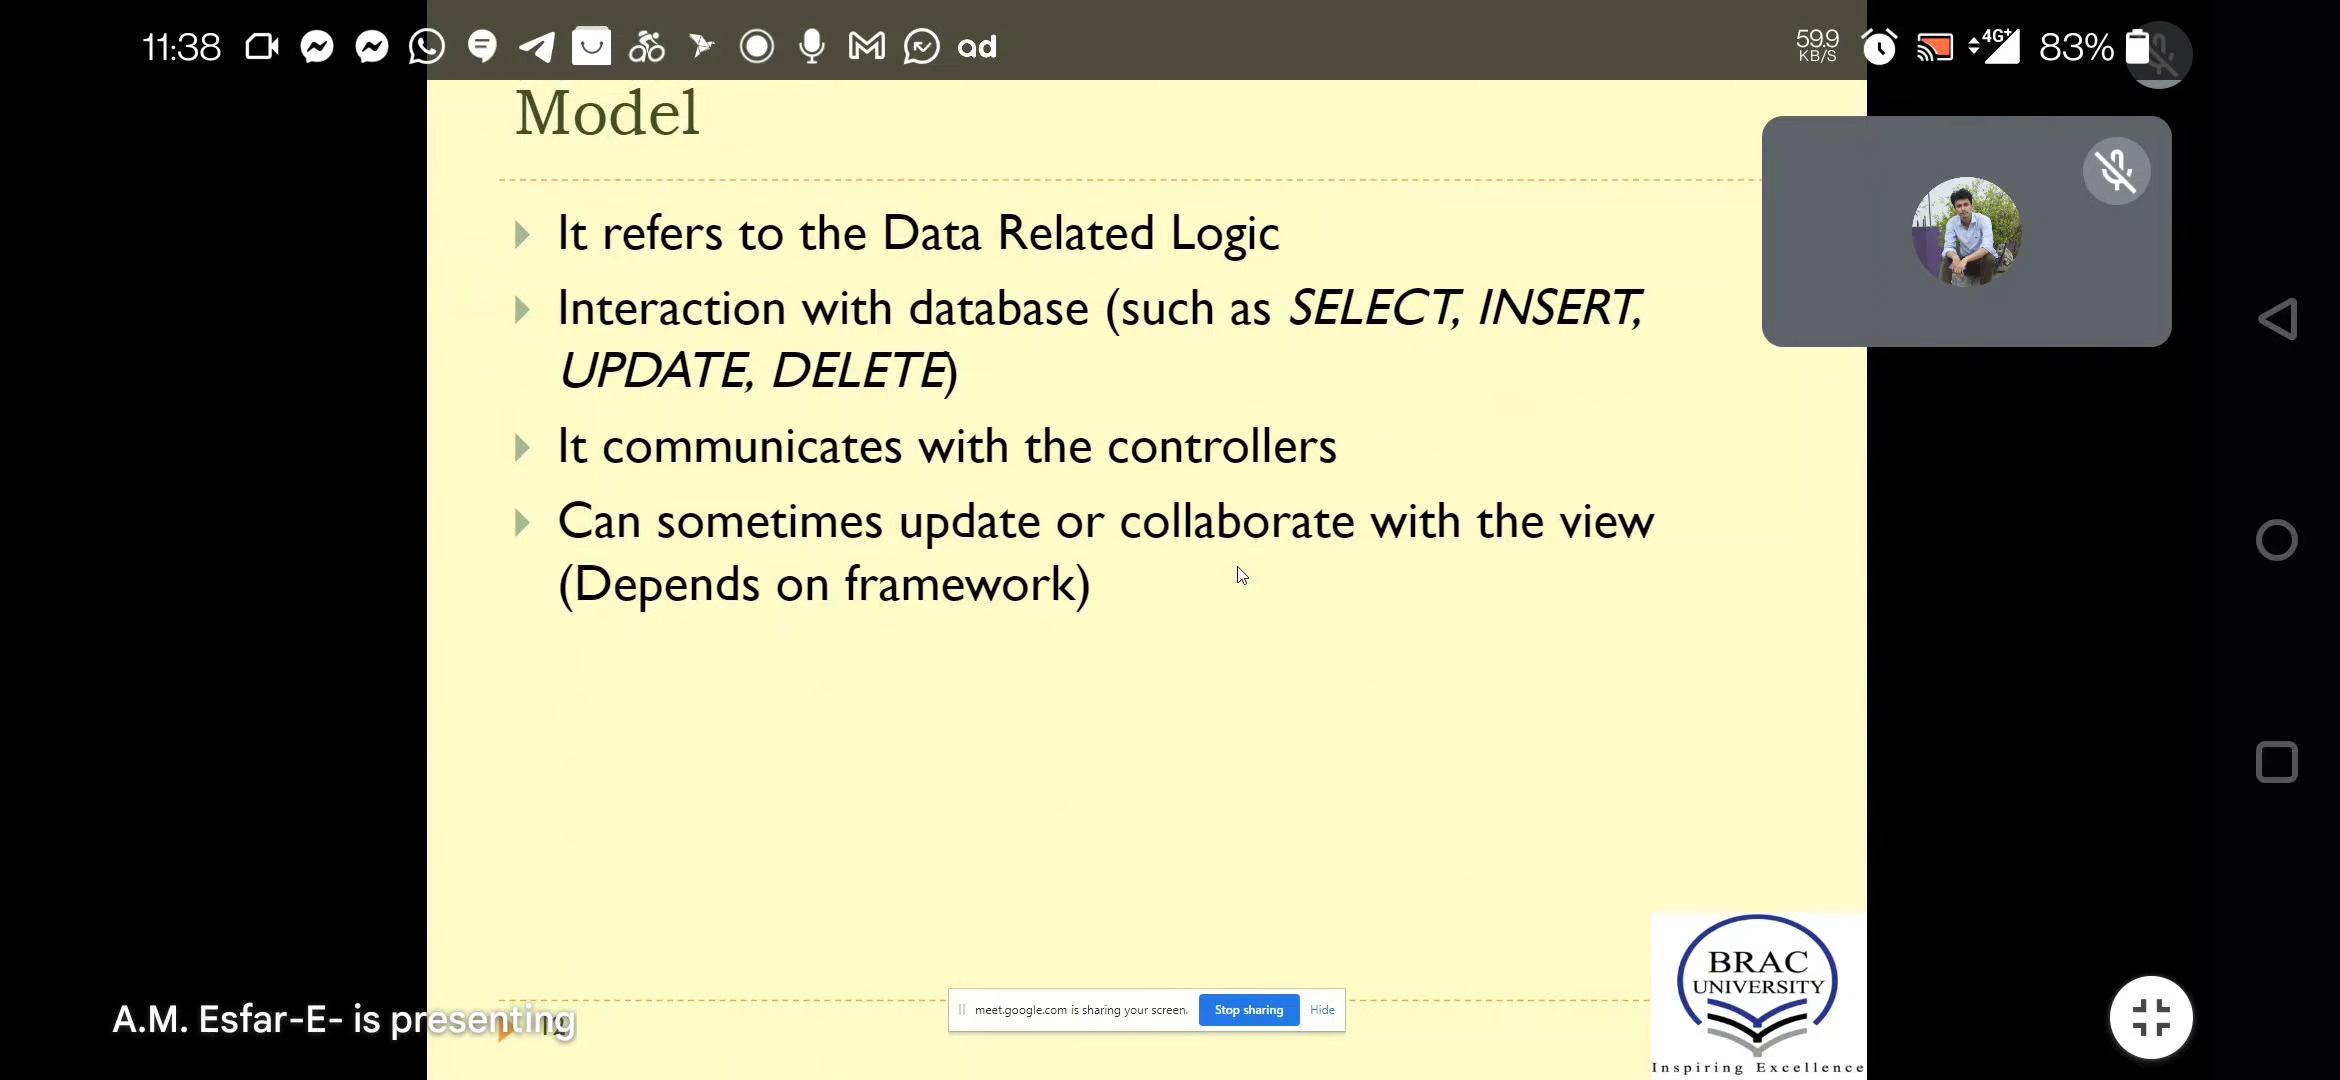 11:38
ad
59.9
KB/S
4G+
83%
Model
It refers to the Data Related Logic
Interaction with database (such as SELECT, INSERT,
UPDATE, DELETE)
It communicates with the controllers
Can sometimes update or collaborate with the view
(Depends on framework)
BRAC
UNIVERSITY
Inspiring Excellence
meet.google.com is sharing your screen.
Stop sharing
Hide
A.M. Esfar-E- is presenting